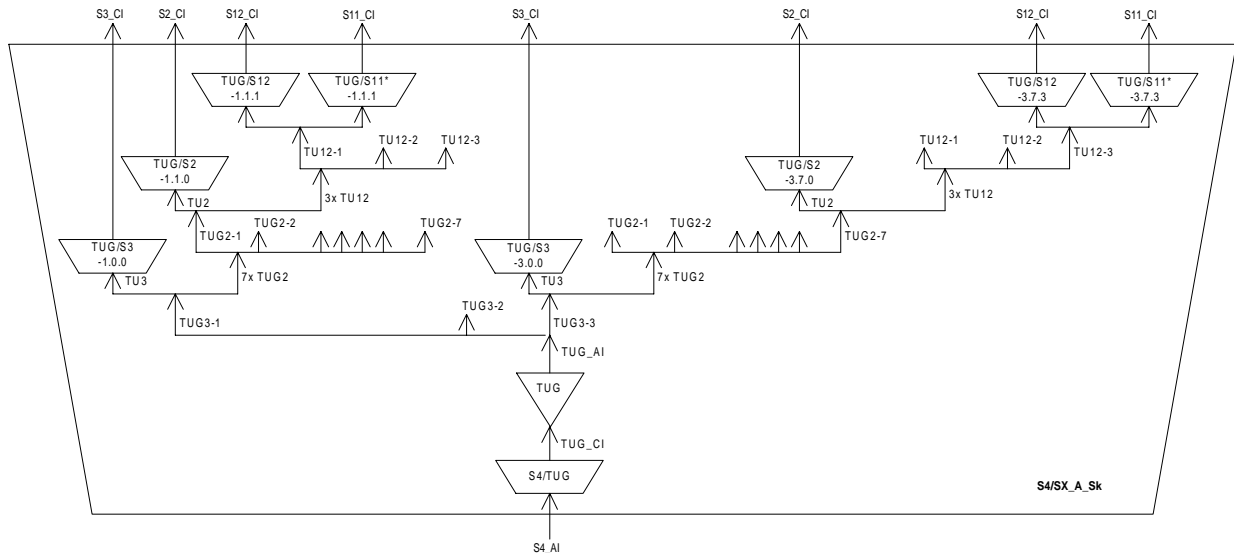 S3_CI S2_CI S12_CI S11_CI S3_CI S2_CI S12_CI S11_CI
TUG/S12 TUG/S11* TUG/S12 TUG/S11*
-1.1.1 -1.1.1 -3.7.3 -3.7.3
TU12-2 TU12-3 TU12-1 TU12-2
TU12-1 TU12-3
TUG/S2 TUG/S2
-1.1.0 -3.7.0
TU2 3x TU12 TU2 3x TU12
TUG2-2 TUG2-7 TUG2-1 TUG2-2
TUG2-1 TUG2-7
TUG/S3 TUG/S3
-1.0.0 -3.0.0
TU3 7x TUG2 TU3 7x TUG2
TUG3-2
TUG3-1 TUG3-3
TUG_AI
TUG
TUG_CI
S4/TUG
S4/SX_A_Sk
S4_AI